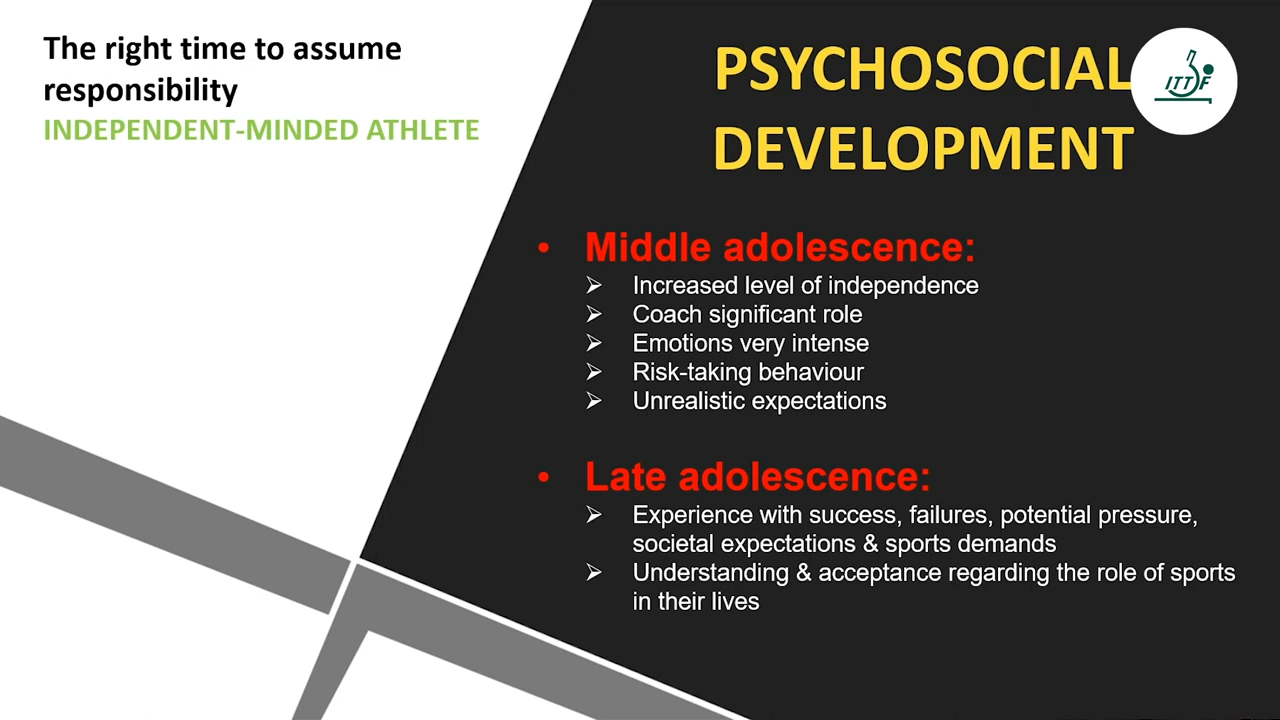 The right time to assume
responsibility
INDEPENDENT-MINDED ATHLETE
PSYCHOSOCIAL
DEVELOPMENT
ITTF
• Middle adolescence:
➢ Increased level of independence
➢ Coach significant role
➢ Emotions very intense
➢ Risk-taking behaviour
➢ Unrealistic expectations
• Late adolescence:
➢ Experience with success, failures, potential pressure,
societal expectations & sports demands
➢ Understanding & acceptance regarding the role of sports
in their lives